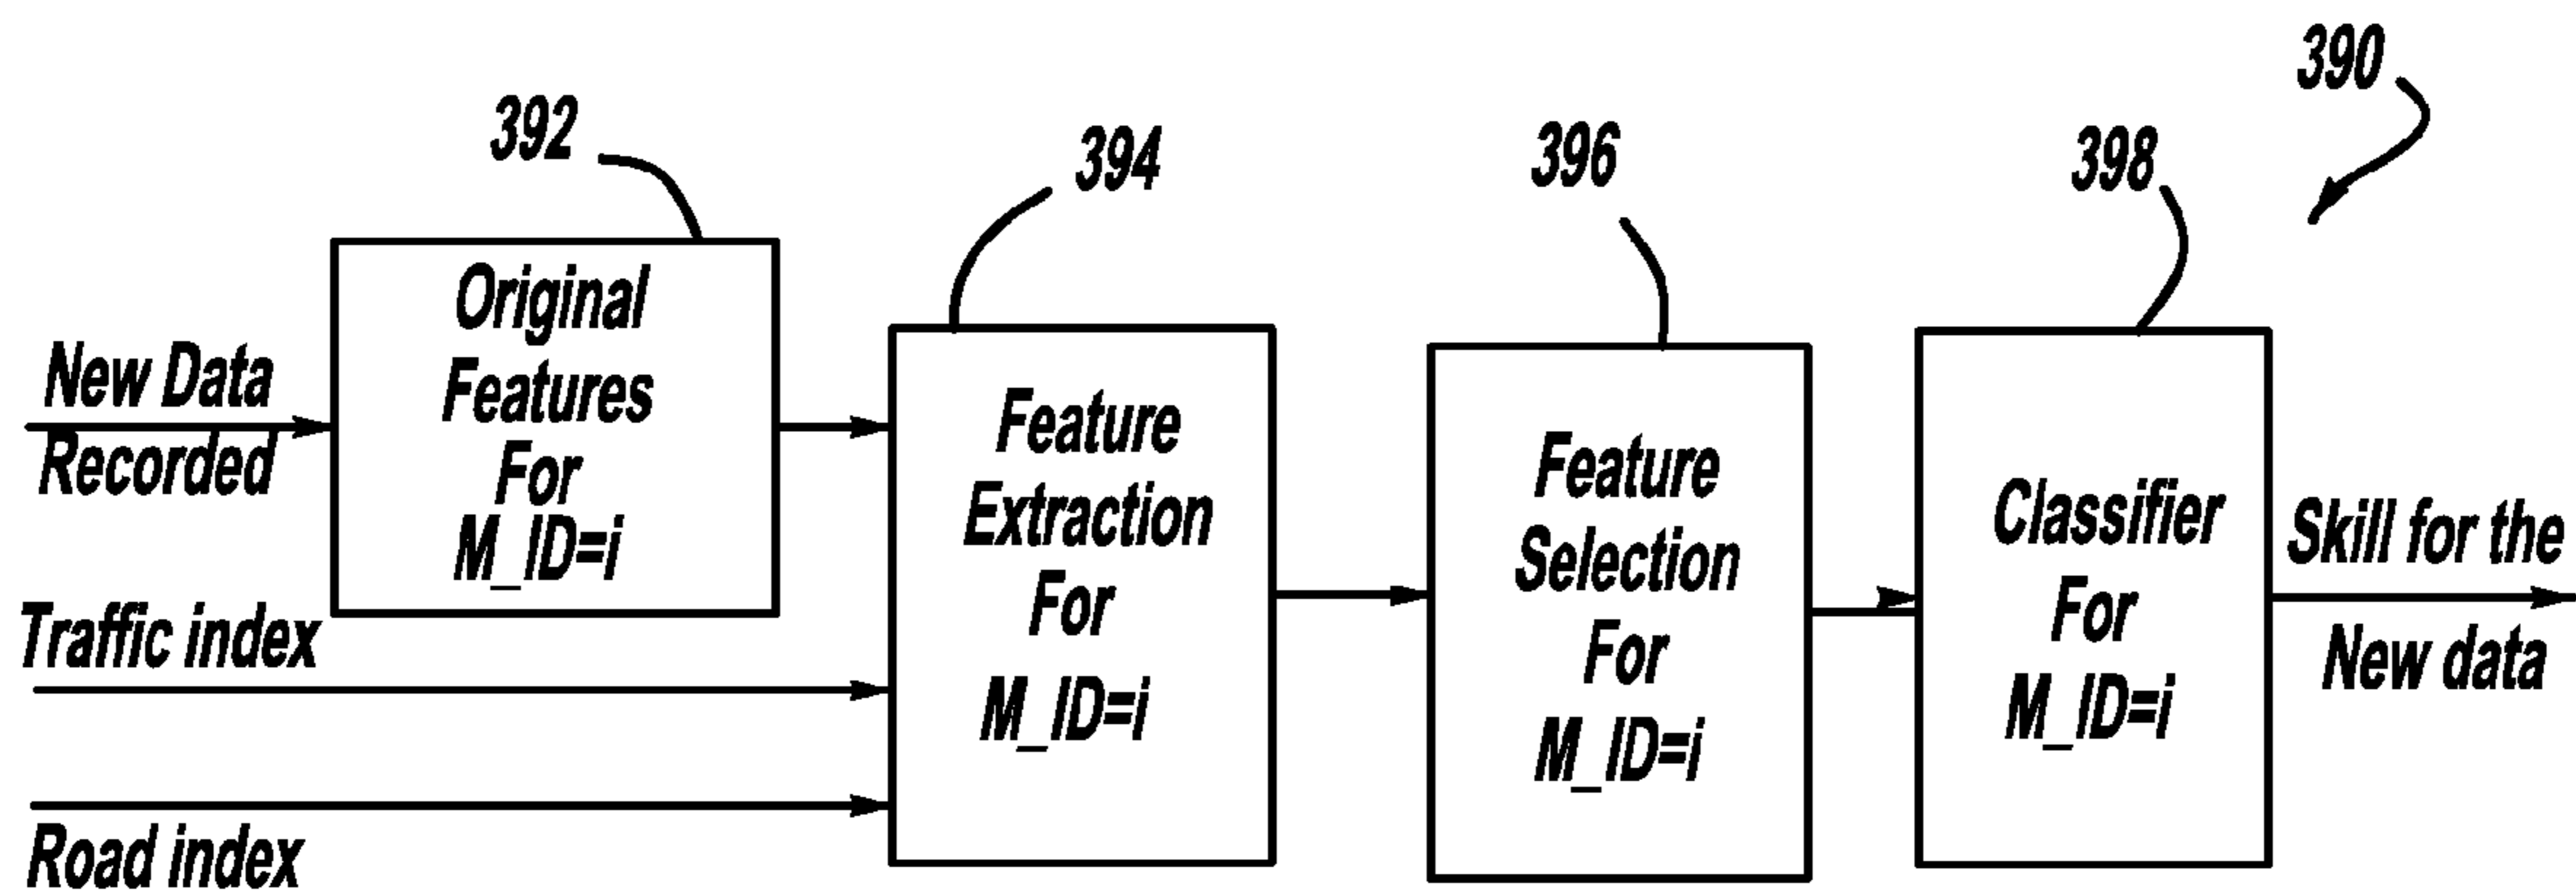 390
392
394
396
398
New Data
Recorded
Original
Features
For
M_ID=i
Traffic index
Road index
Feature
Extraction
For
M_ID=i
Feature
Selection
For
M_ID=i
Classifier
For
M_ID=i
Skill for the
New data